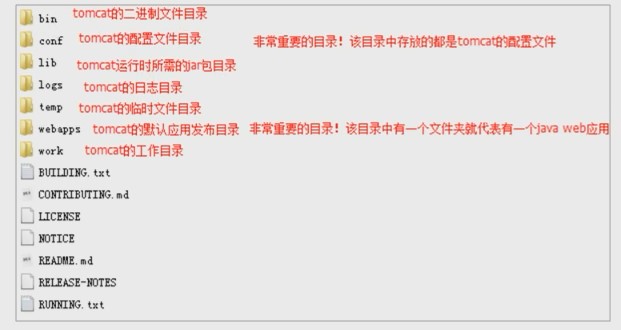 bin tomcat的二进制文件目录
conf tomcat的配置文件目录 非常重要的目录！该目录中存放的都是tomcat的配置文件
lib tomcat运行时所需的jar包目录
logs tomcat的日志目录
temp tomcat的临时文件目录
webapps tomcat的默认应用发布目录 非常重要的目录！该目录中有一个文件夹就代表有一个java web应用
work tomcat的工作目录
BUILDING.txt
CONTRIBUTING.md
LICENSE
NOTICE
README.md
RELEASE-NOTES
RUNNING.txt